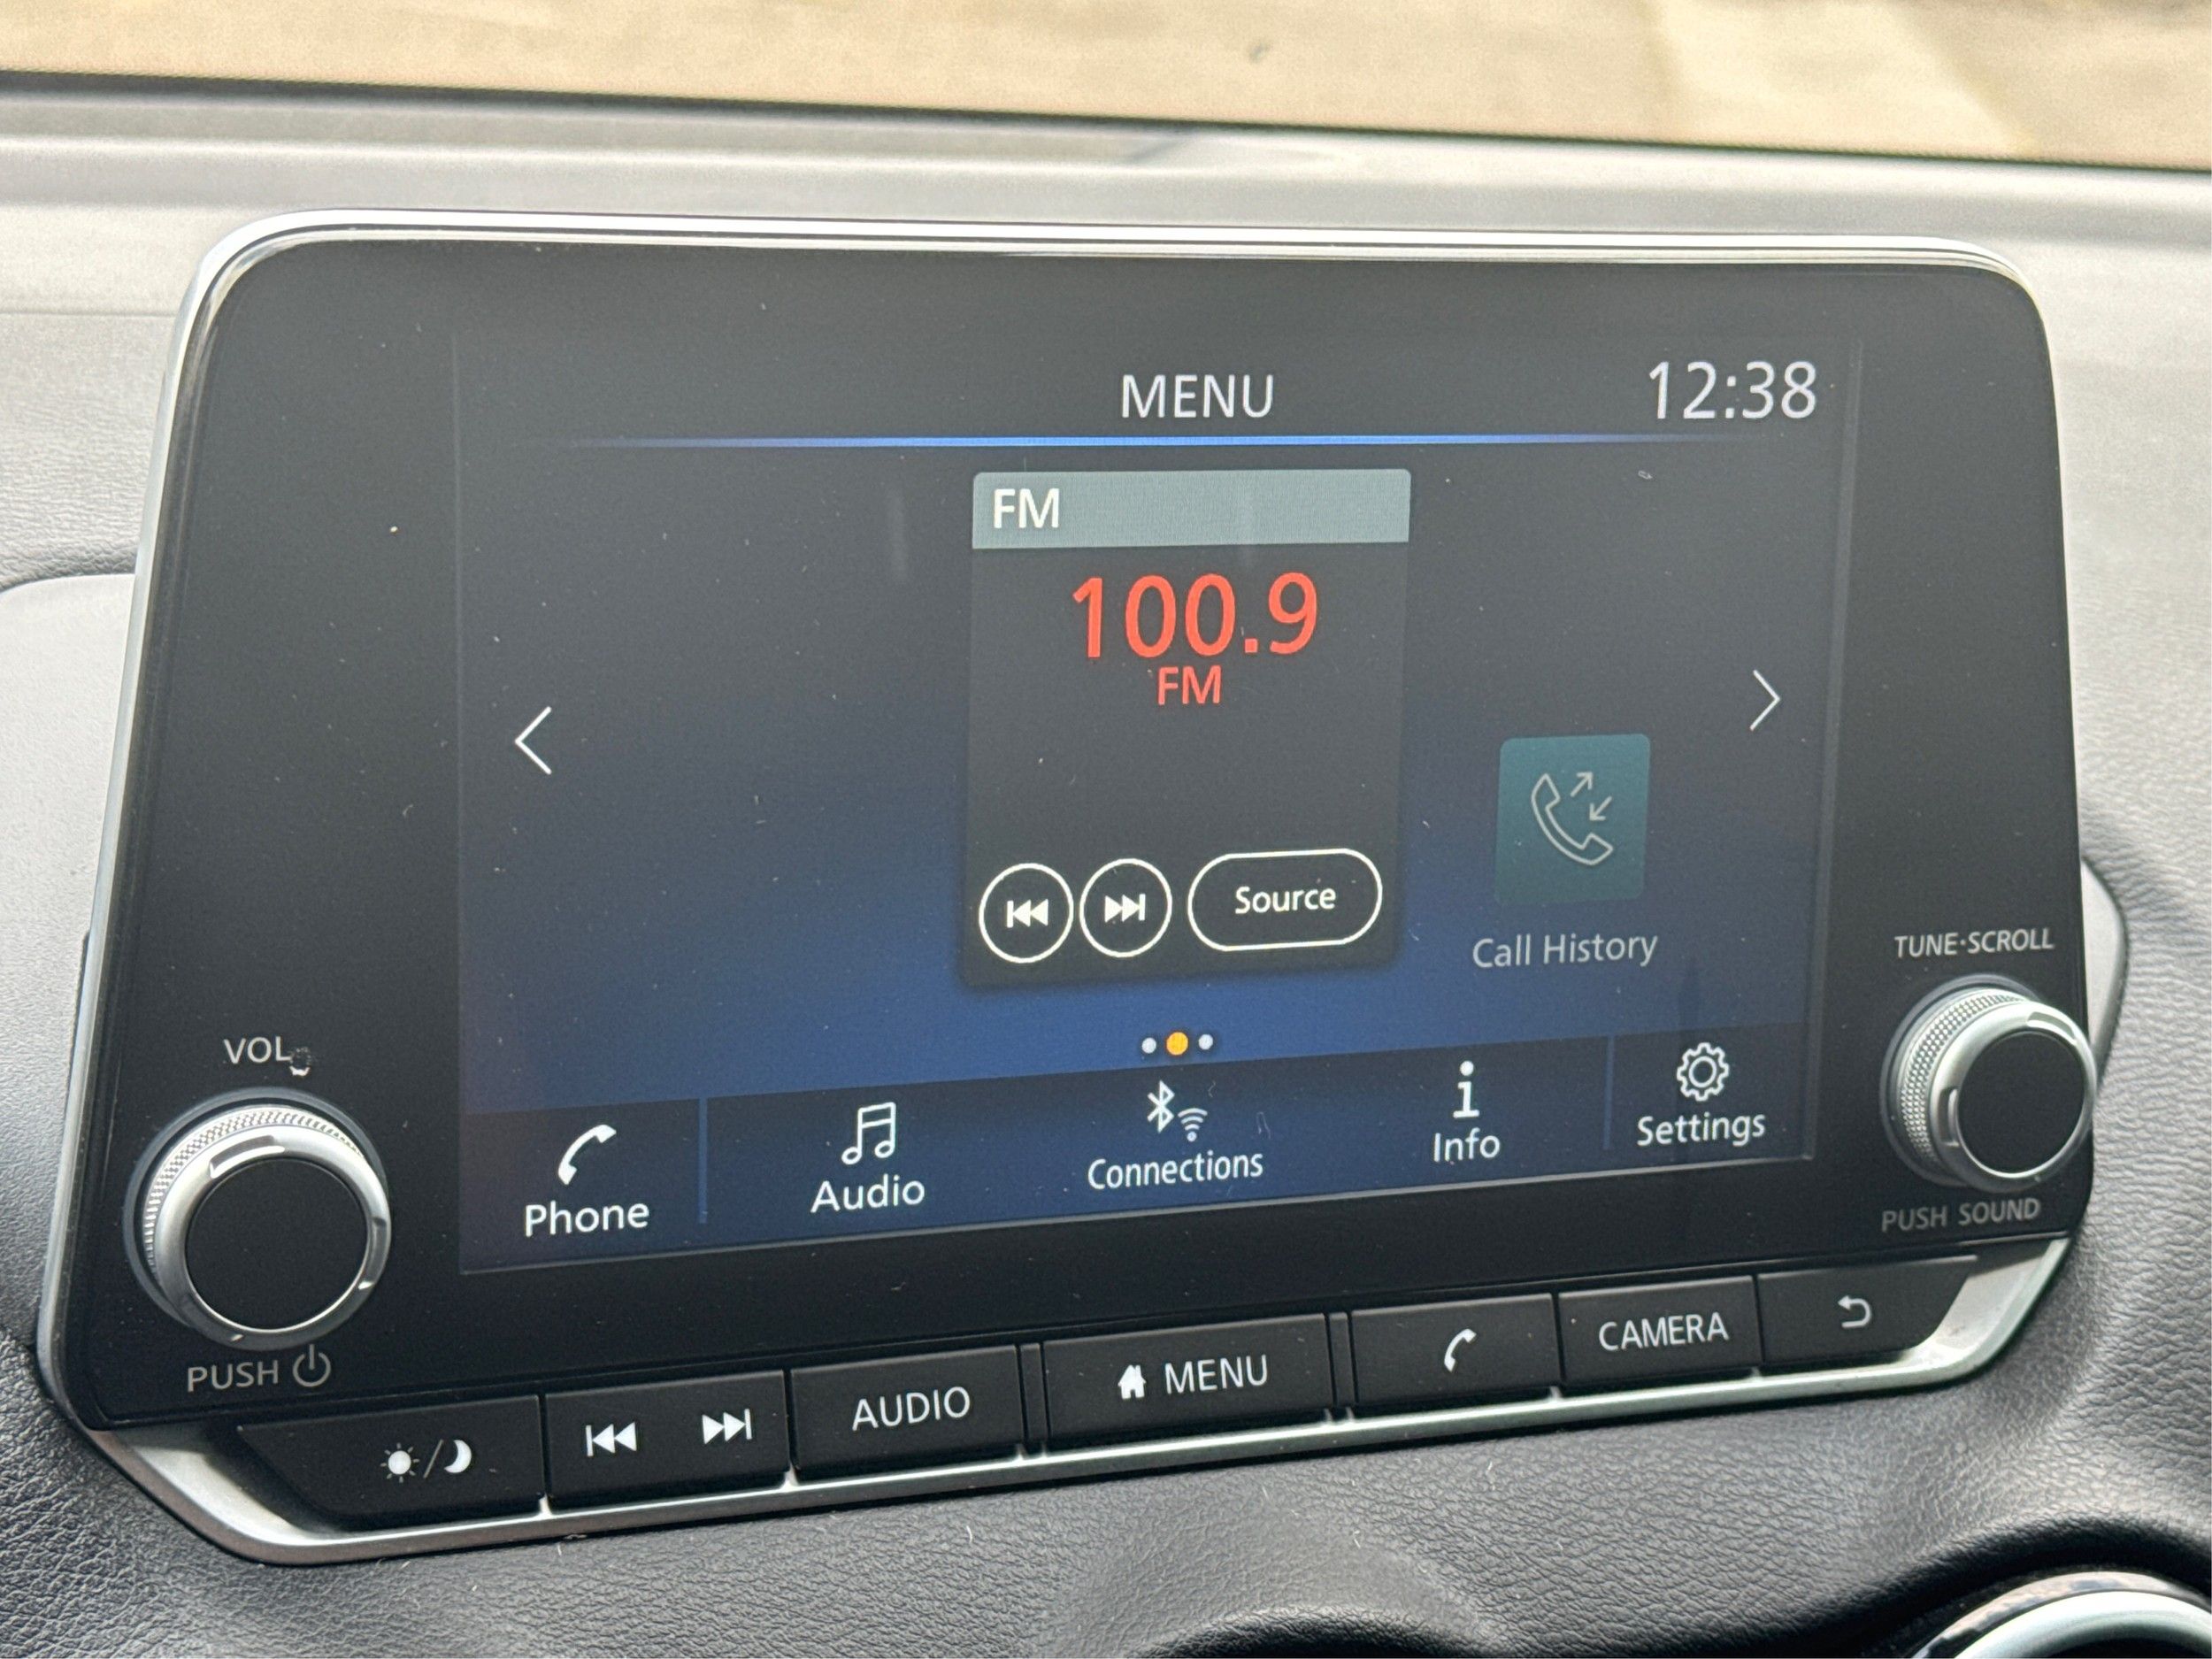 MENU
12:38
FM
100.9
FM
Source
Call History
TUNE·SCROLL
VOL
Phone
Audio
Connections
Info
Settings
PUSH SOUND
PUSH
AUDIO
MENU
CAMERA